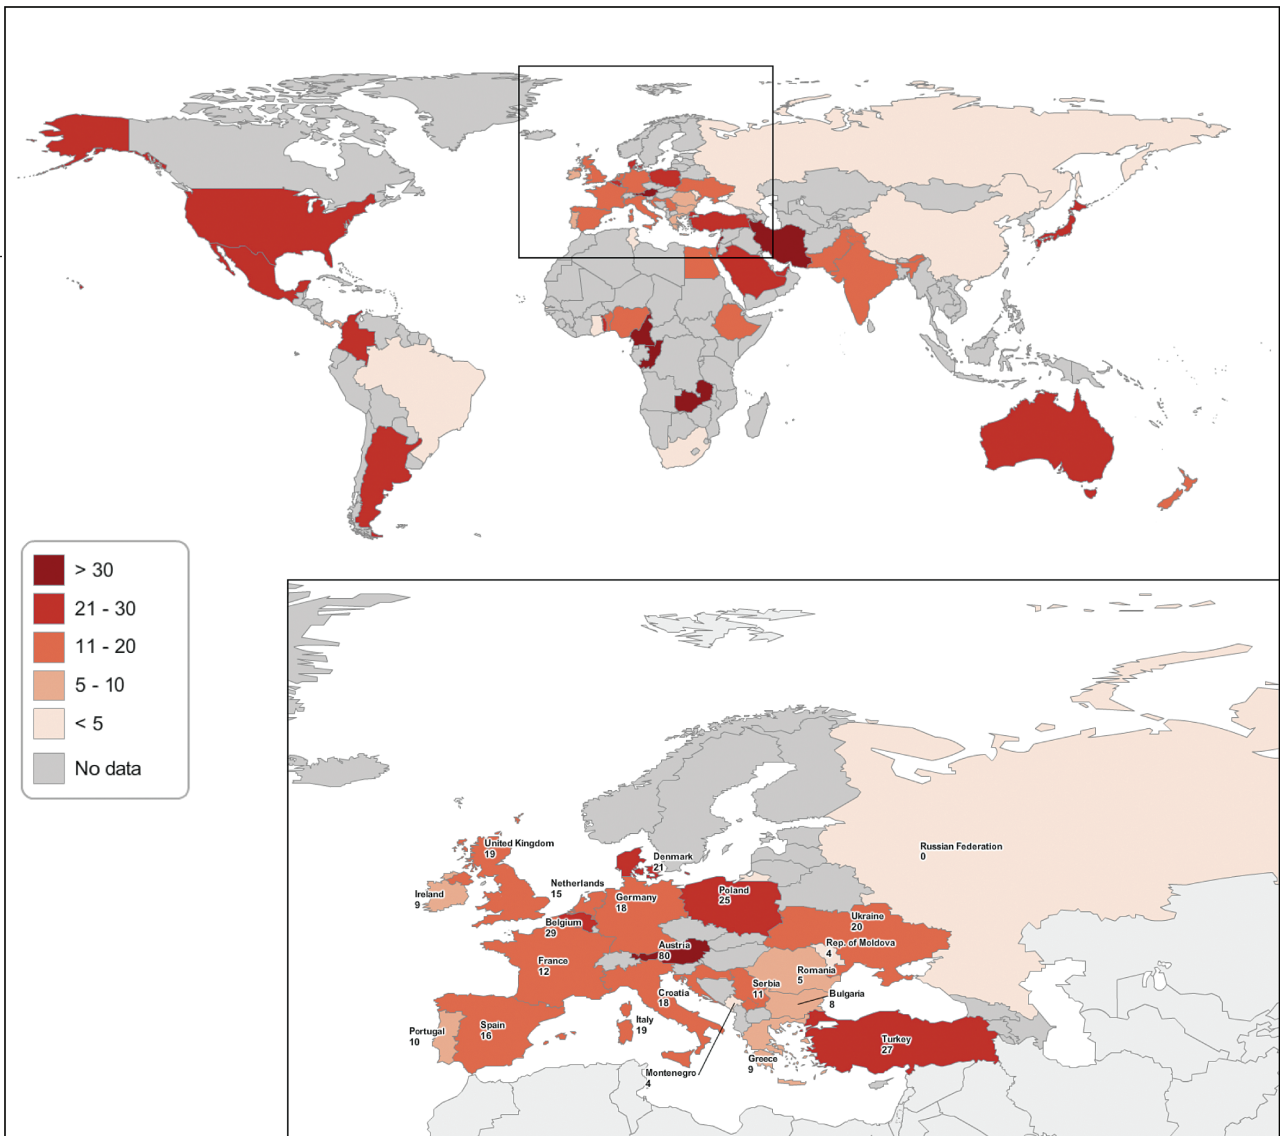 > 30
21 - 30
11 - 20
5 - 10
< 5
No data
United Kingdom
19
Ireland
9
Denmark
21
Netherlands
15
Belgium
29
Germany
18
Poland
25
Russian Federation
0
Ukraine
20
Rep. of Moldova
4
Austria
80
France
12
Romania
5
Serbia
11
Bulgaria
8
Croatia
18
Italy
19
Spain
16
Portugal
10
Turkey
27
Greece
9
Montenegro
4